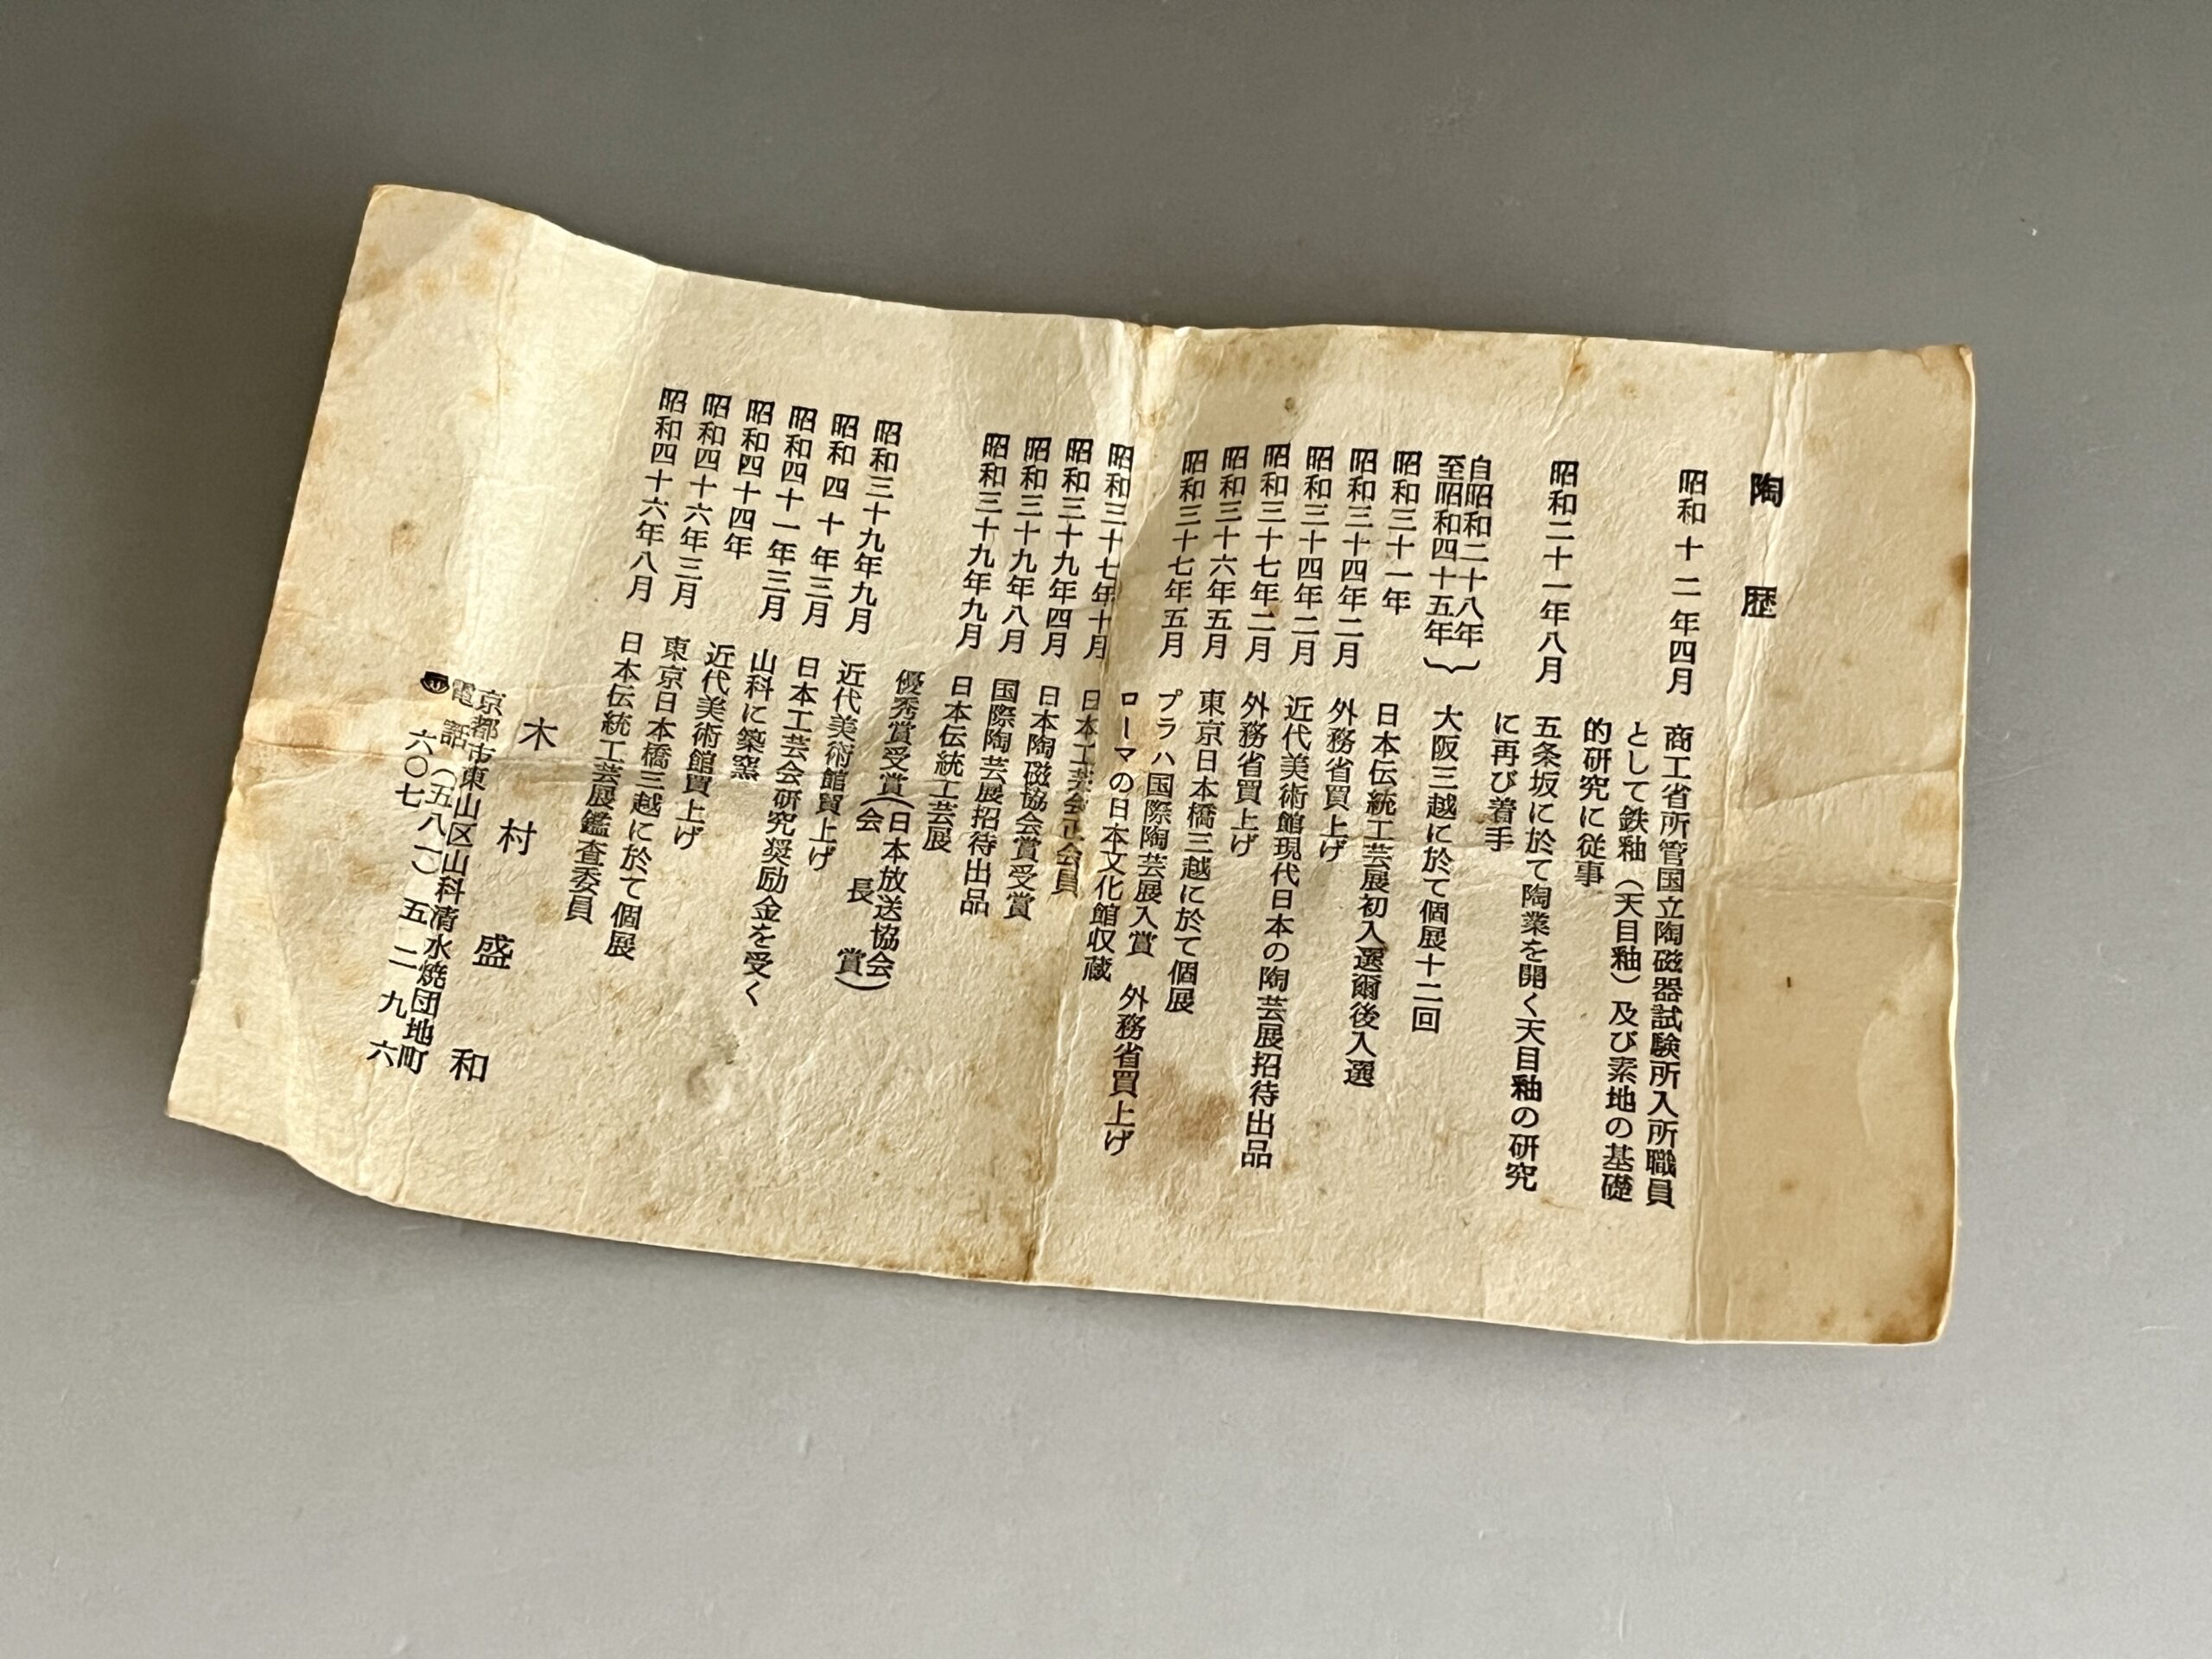 陶 歴
昭和十二年四月 商工省所管国立陶磁器試験所入所職員
として鉄釉(天目釉)及び素地の基礎
的研究に従事
昭和二十一年八月 五条坂に於て陶業を開く天目釉の研究
に再び着手
自昭和二十八年
至昭和四十五年 大阪三越に於て個展十二回
昭和三十一年 日本伝統工芸展初入選爾後入選
昭和三十四年二月 外務省買上げ
昭和三十四年二月 近代美術館現代日本の陶芸展招待出品
昭和三十七年二月 外務省買上げ
昭和三十六年五月 東京日本橋三越に於て個展
昭和三十七年五月 プラハ国際陶芸展入賞 外務省買上げ
ローマの日本文化館収蔵
昭和三十七年十月 日本工芸会正会員
昭和三十九年四月 日本陶磁協会賞受賞
昭和三十九年八月 国際陶芸展招待出品
昭和三十九年九月 日本伝統工芸展
優秀賞受賞(日本放送協会)
(会長賞)
昭和三十九年九月 近代美術館買上げ
昭和四十年三月 日本工芸会研究奨励金を受く
昭和四十一年三月 山科に築窯
昭和四十四年 近代美術館買上げ
昭和四十六年三月 東京日本橋三越に於て個展
昭和四十六年八月 日本伝統工芸展鑑査委員
木村盛和
京都市東山区山科清水焼団地町
電話(五八一)五二九六
〒六〇七